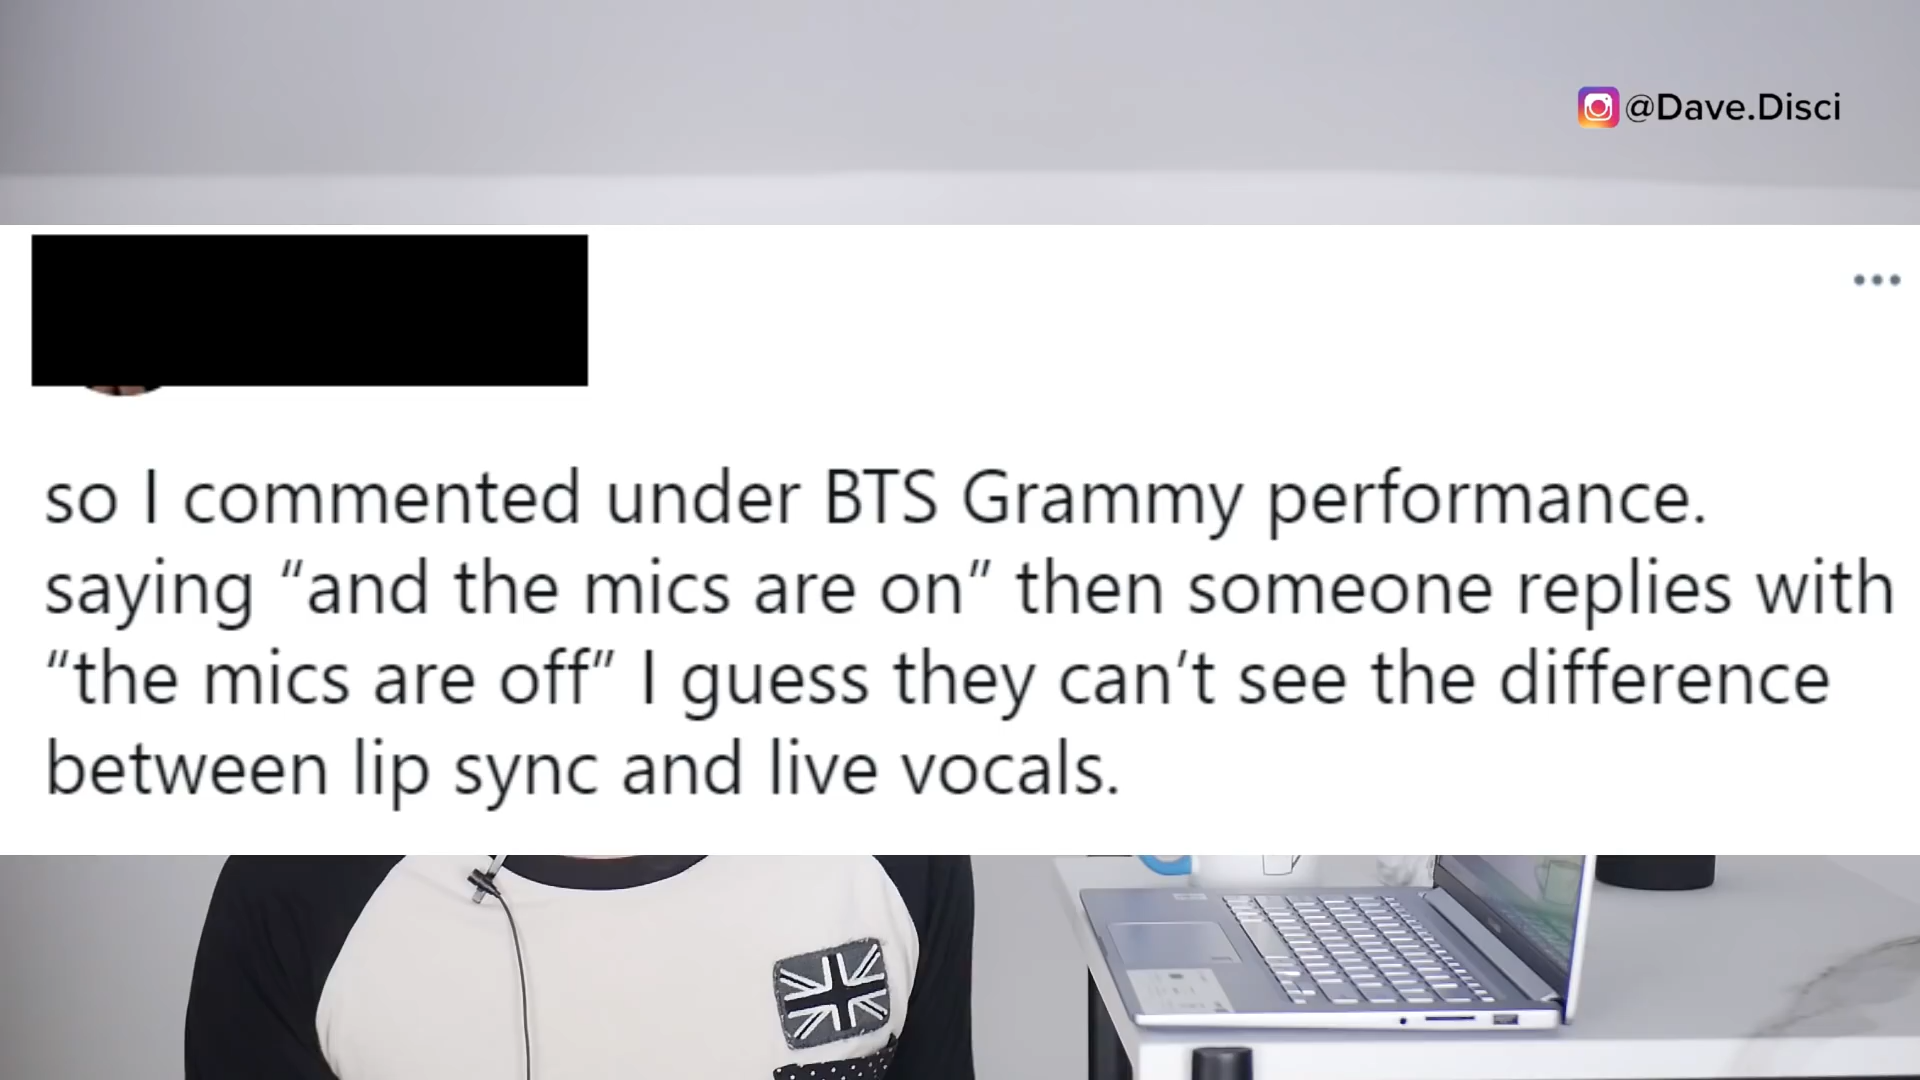 @Dave.Disci
so I commented under BTS Grammy performance.
saying “and the mics are on” then someone replies with
“the mics are off” I guess they can’t see the difference
between lip sync and live vocals.